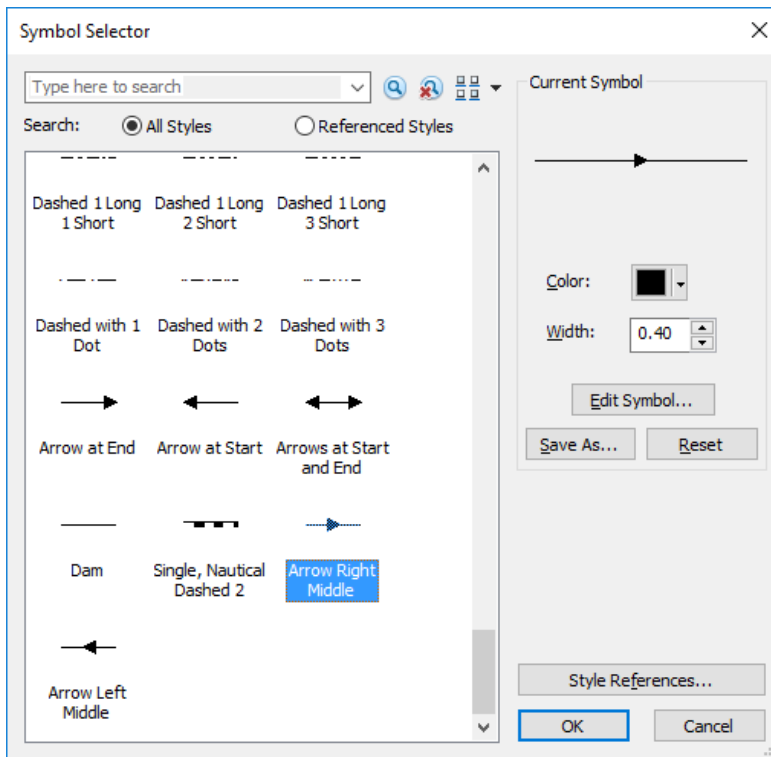 Symbol Selector
Type here to search
Search:
All Styles
Referenced Styles
Dashed 1 Long
1 Short
Dashed 1 Long
2 Short
Dashed 1 Long
3 Short
Dashed with 1
Dot
Dashed with 2
Dots
Dashed with 3
Dots
Arrow at End
Arrow at Start
Arrows at Start
and End
Dam
Single, Nautical
Dashed 2
Arrow Right
Middle
Arrow Left
Middle
Current Symbol
Color:
Width:
0.40
Edit Symbol...
Save As...
Reset
Style References...
OK
Cancel